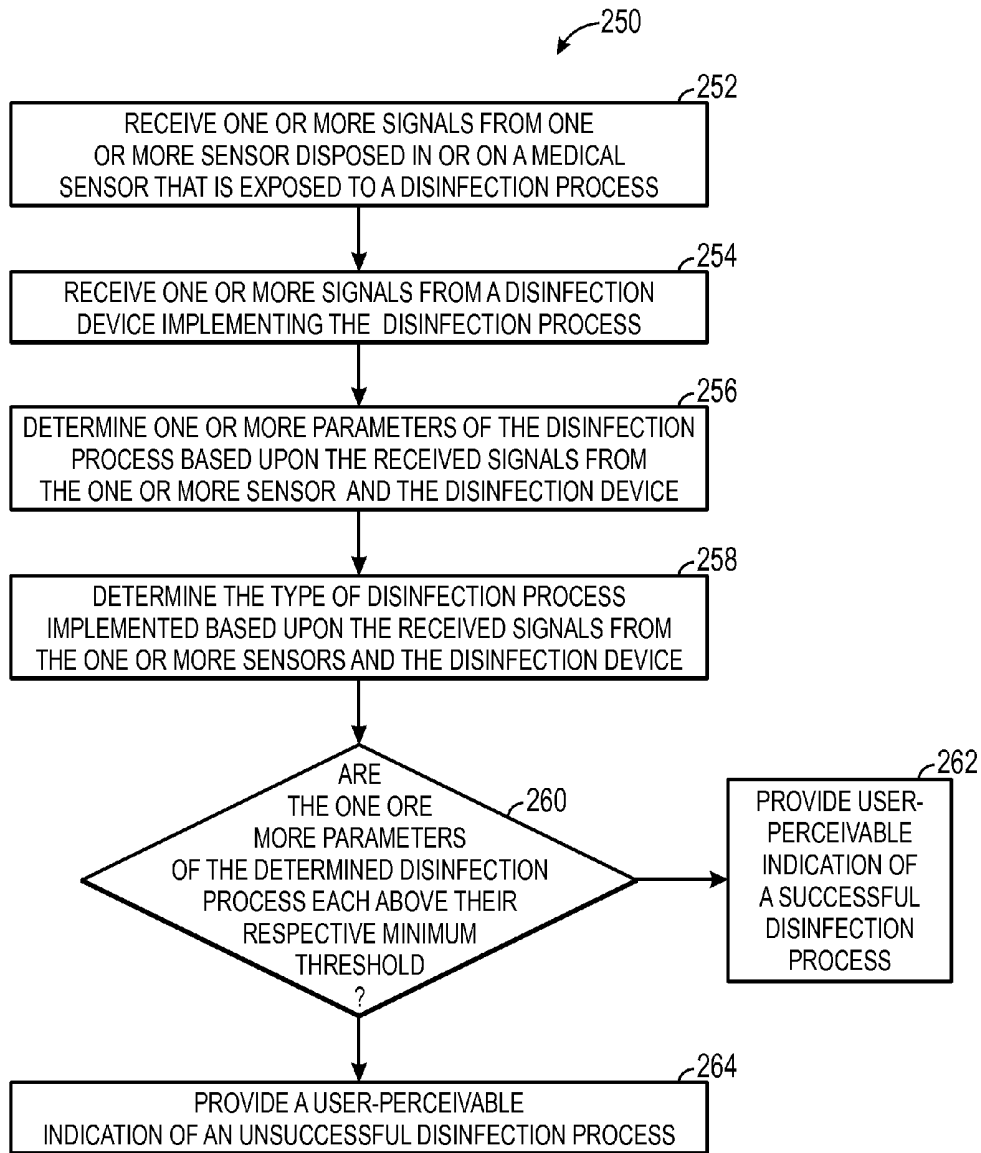 250
252
RECEIVE ONE OR MORE SIGNALS FROM ONE
OR MORE SENSOR DISPOSED IN OR ON A MEDICAL
SENSOR THAT IS EXPOSED TO A DISINFECTION PROCESS
254
RECEIVE ONE OR MORE SIGNALS FROM A DISINFECTION
DEVICE IMPLEMENTING THE DISINFECTION PROCESS
256
DETERMINE ONE OR MORE PARAMETERS OF THE DISINFECTION
PROCESS BASED UPON THE RECEIVED SIGNALS FROM
THE ONE OR MORE SENSOR AND THE DISINFECTION DEVICE
258
DETERMINE THE TYPE OF DISINFECTION PROCESS
IMPLEMENTED BASED UPON THE RECEIVED SIGNALS FROM
THE ONE OR MORE SENSORS AND THE DISINFECTION DEVICE
260
ARE
THE ONE ORE
MORE PARAMETERS
OF THE DETERMINED DISINFECTION
PROCESS EACH ABOVE THEIR
RESPECTIVE MINIMUM
THRESHOLD
?
262
PROVIDE USER-
PERCEIVABLE
INDICATION OF
A SUCCESSFUL
DISINFECTION
PROCESS
264
PROVIDE A USER-PERCEIVABLE
INDICATION OF AN UNSUCCESSFUL DISINFECTION PROCESS